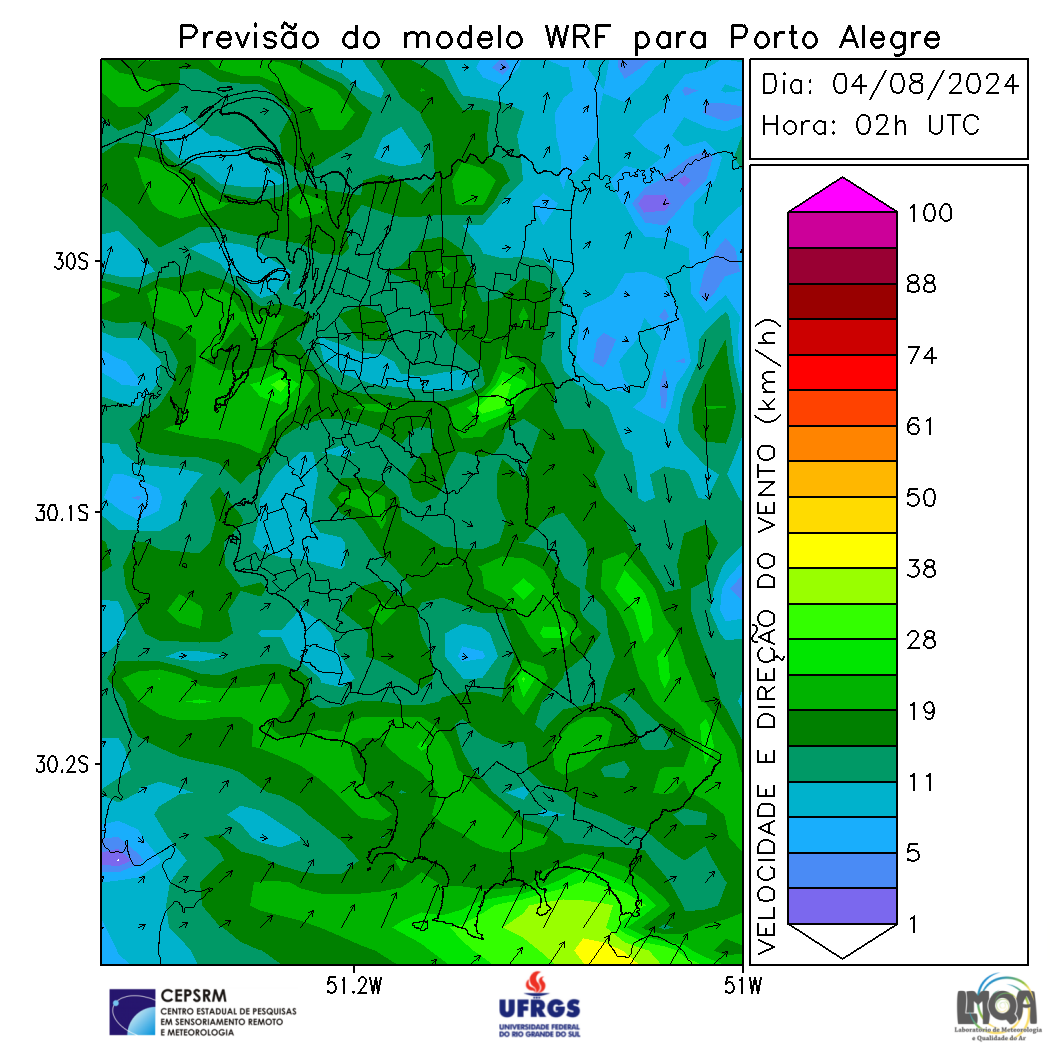 Previsão do modelo WRF para Porto Alegre
Dia: 04/08/2024
Hora: 02h UTC
30S
30.1S
30.2S
51.2W
51W
VELOCIDADE E DIREÇÃO DO VENTO (km/h)
100
88
74
61
50
38
28
19
11
5
1
CEPSRM
CENTRO ESTADUAL DE PESQUISAS
EM SENSORIAMENTO REMOTO
E METEOROLOGIA
UFRGS
UNIVERSIDADE FEDERAL
DO RIO GRANDE DO SUL
LMQA
Laboratório de Meteorologia
e Qualidade do Ar